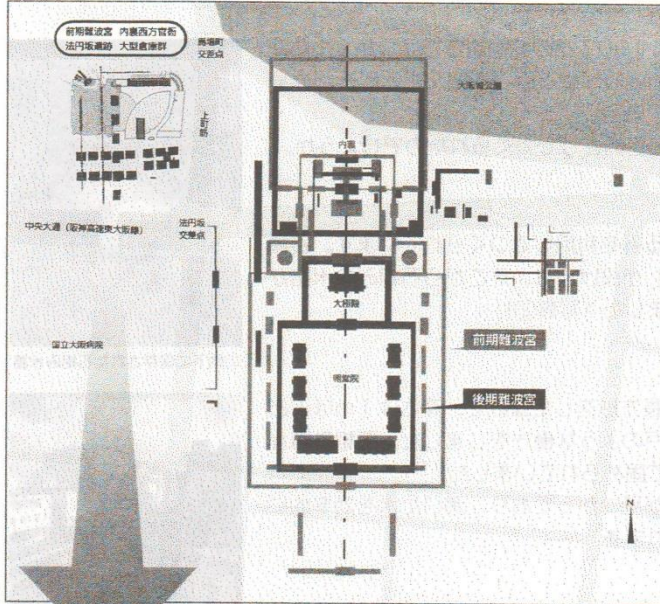 前期難波宮 内裏西方官衙
法円坂遺跡 大型倉庫群
馬場町
交差点
大阪城公園
上町筋
内裏
中央大通（阪神高速東大阪線）
法円坂
交差点
大極殿
国立大阪病院
前期難波宮
朝堂院
後期難波宮
N